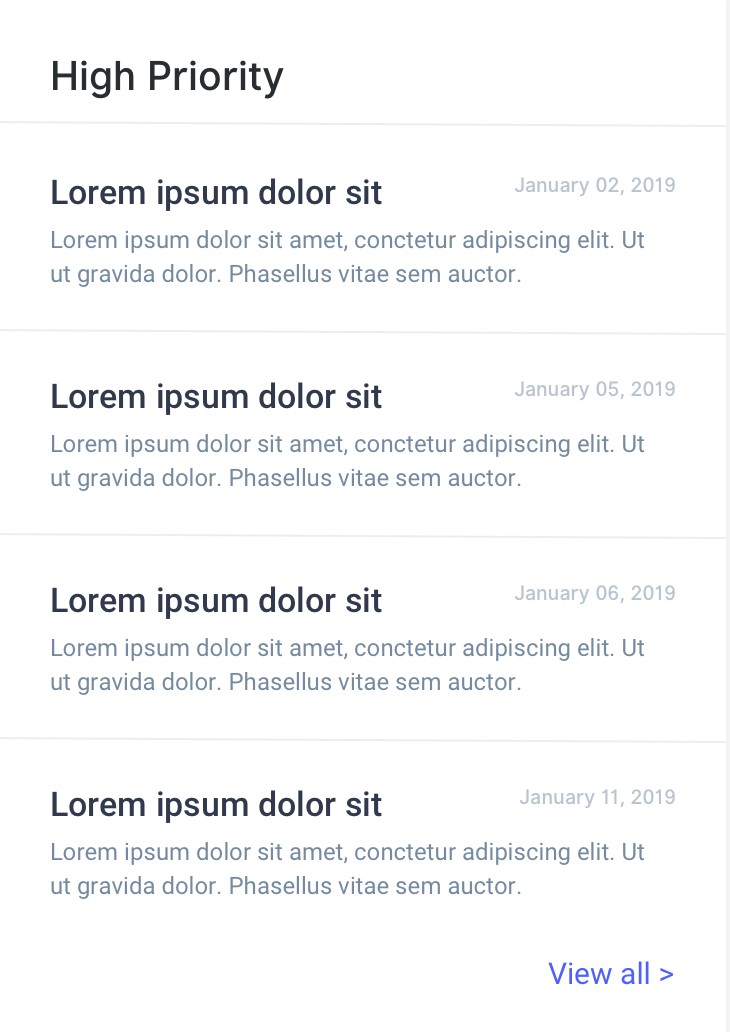 High Priority
Lorem ipsum dolor sit January 02, 2019
Lorem ipsum dolor sit amet, conctetur adipiscing elit. Ut
ut gravida dolor. Phasellus vitae sem auctor.
Lorem ipsum dolor sit January 05, 2019
Lorem ipsum dolor sit amet, conctetur adipiscing elit. Ut
ut gravida dolor. Phasellus vitae sem auctor.
Lorem ipsum dolor sit January 06, 2019
Lorem ipsum dolor sit amet, conctetur adipiscing elit. Ut
ut gravida dolor. Phasellus vitae sem auctor.
Lorem ipsum dolor sit January 11, 2019
Lorem ipsum dolor sit amet, conctetur adipiscing elit. Ut
ut gravida dolor. Phasellus vitae sem auctor.
View all >